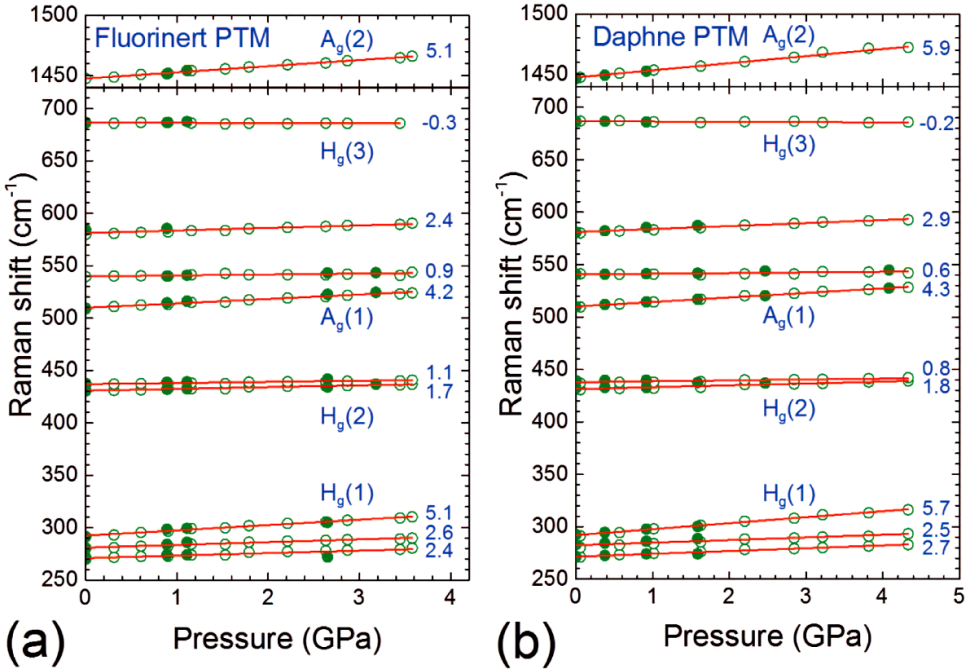 Raman shift (cm-1)
1500
1450
700
650
600
550
500
450
400
350
300
250
Fluorinert PTM
Ag(2)
5.1
-0.3
Hg(3)
2.4
0.9
4.2
Ag(1)
1.1
1.7
Hg(2)
Hg(1)
5.1
2.6
2.4
0 1 2 3 4
Pressure (GPa)
(a)
Raman shift (cm-1)
1500
1450
700
650
600
550
500
450
400
350
300
250
Daphne PTM
Ag(2)
5.9
-0.2
Hg(3)
2.9
0.6
4.3
Ag(1)
0.8
1.8
Hg(2)
Hg(1)
5.7
2.5
2.7
0 1 2 3 4 5
Pressure (GPa)
(b)